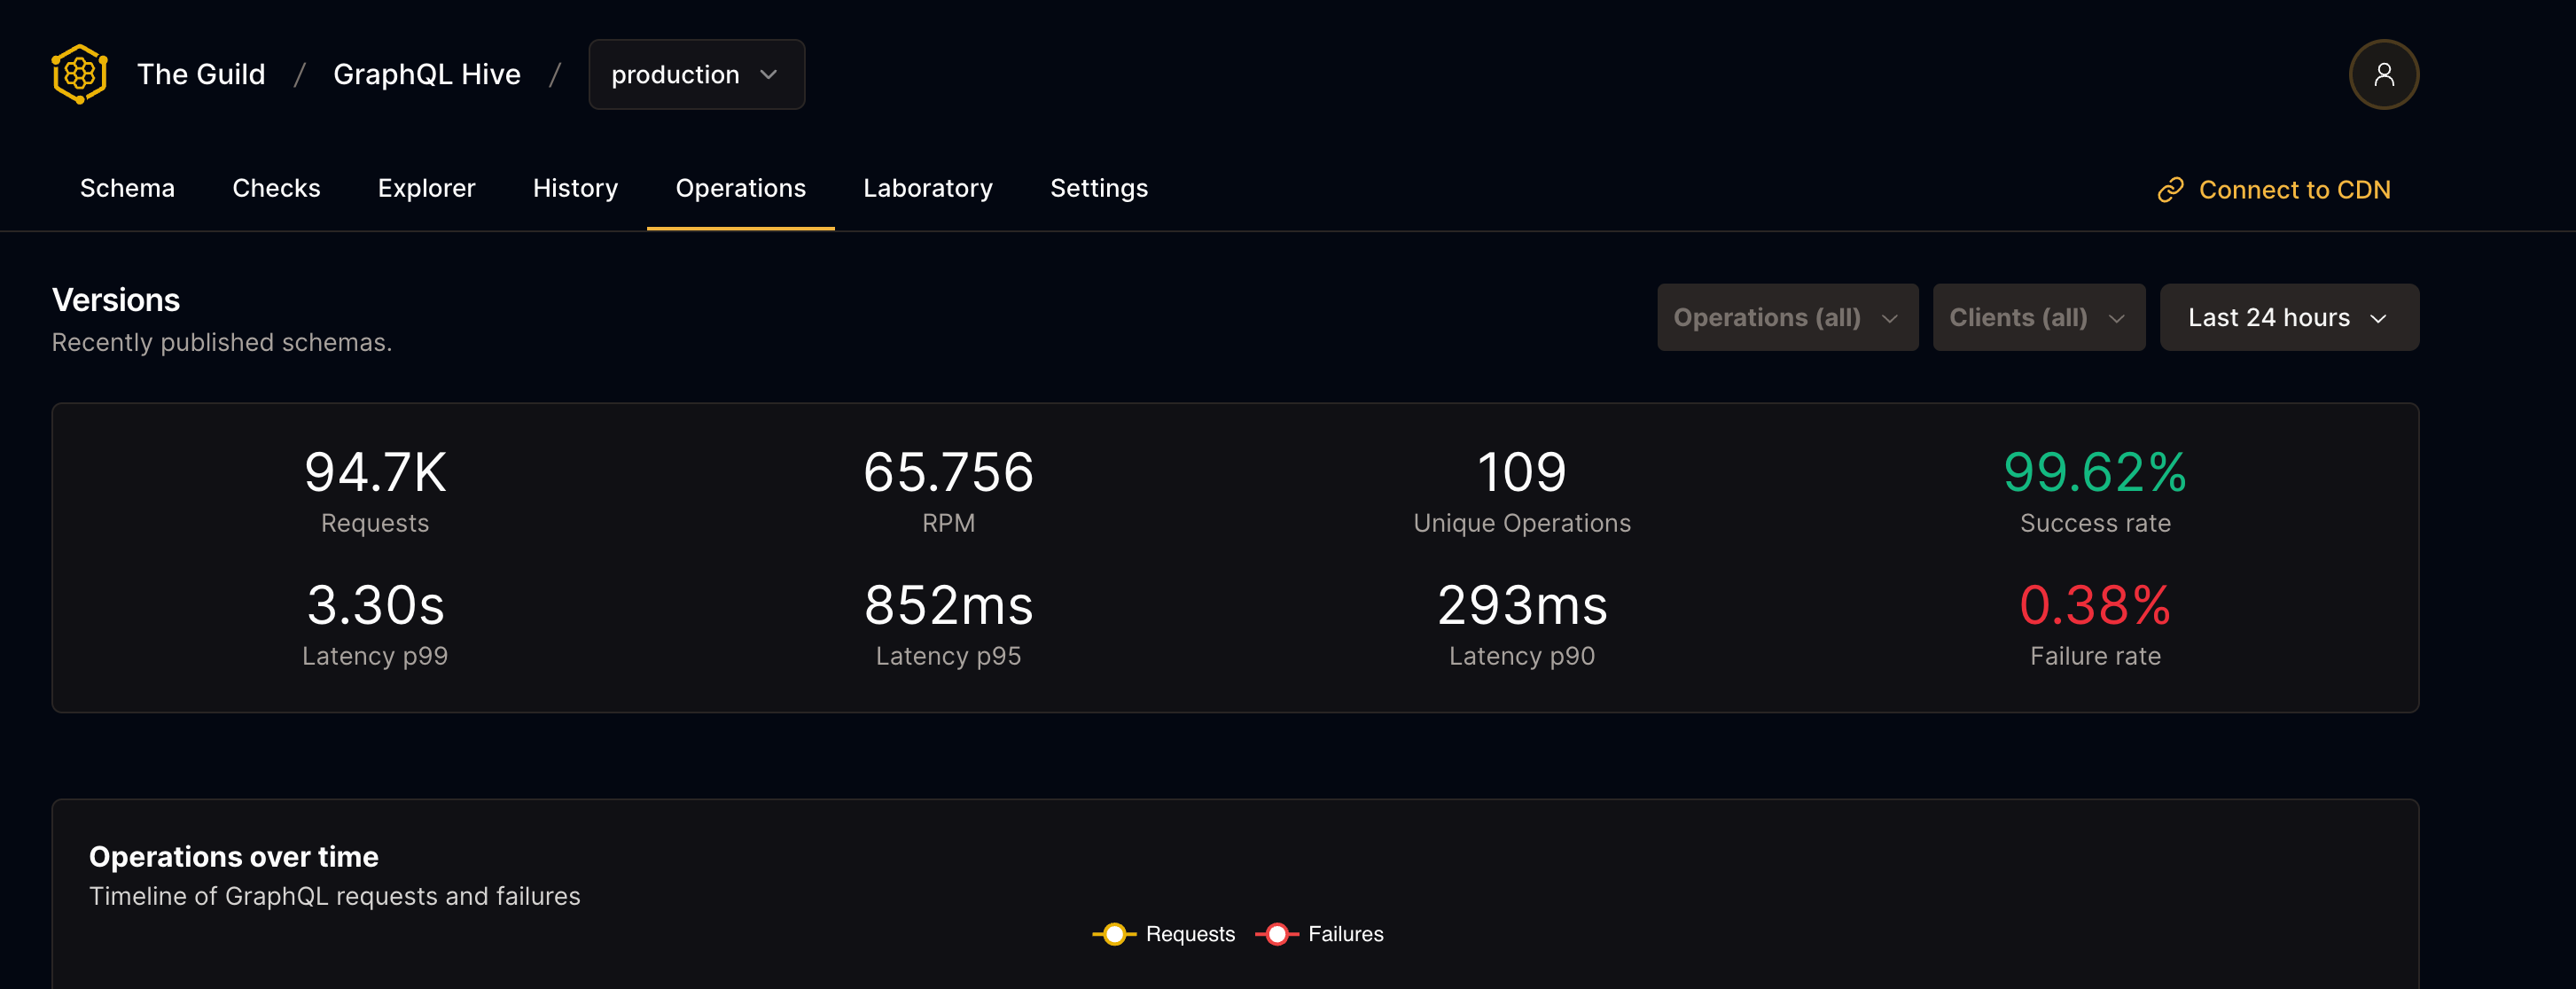 The Guild / GraphQL Hive / production
Schema Checks Explorer History Operations Laboratory Settings Connect to CDN
Versions
Recently published schemas.
Operations (all) Clients (all) Last 24 hours
94.7K 65.756 109 99.62%
Requests RPM Unique Operations Success rate
3.30s 852ms 293ms 0.38%
Latency p99 Latency p95 Latency p90 Failure rate
Operations over time
Timeline of GraphQL requests and failures
Requests Failures